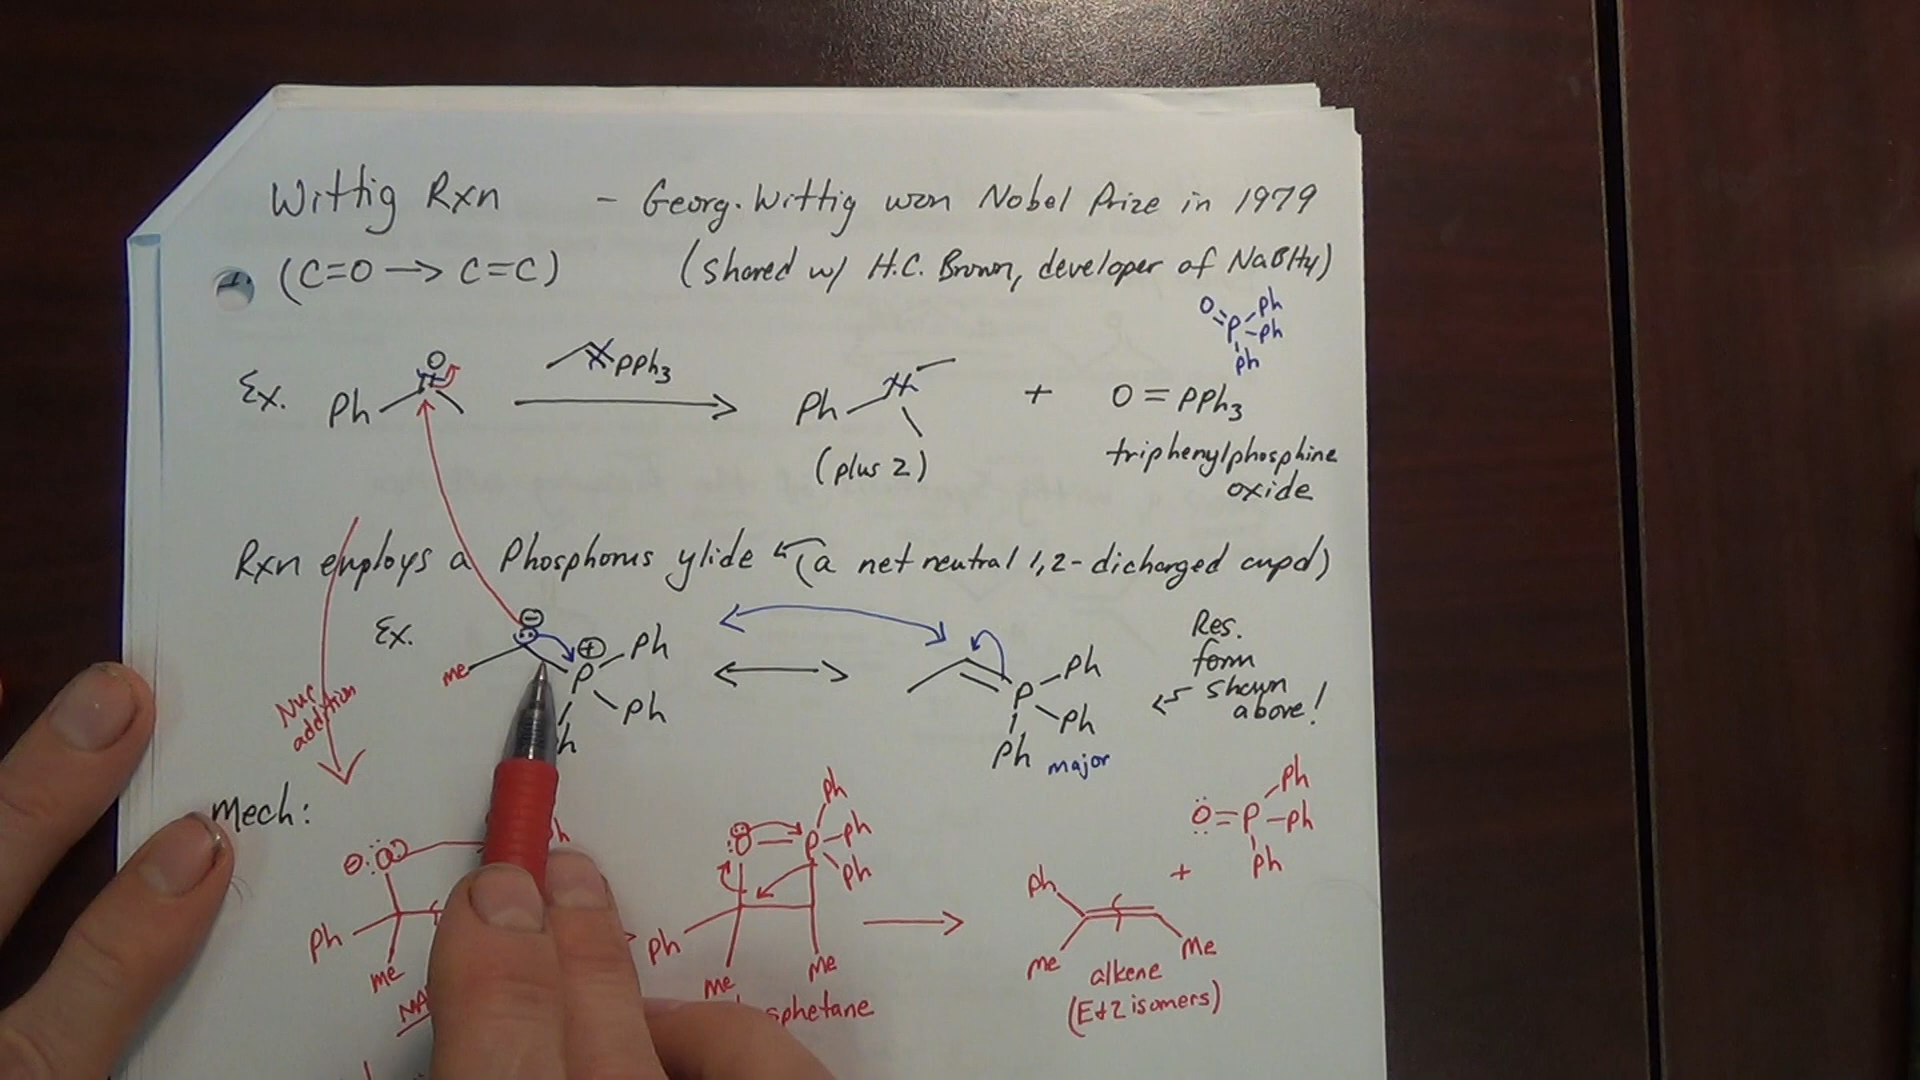 Wittig Rxn - Georg. Wittig won Nobel Prize in 1979
(C=O → C=C) (shared w/ H.C. Brown, developer of NaBH4)
O=P Ph Ph Ph
Ex. Ph O PPh3 Ph + O=PPh3
(plus Z) triphenylphosphine
oxide
Rxn employs a Phosphorus ylide (a net neutral 1,2-dicharged cmpd)
Ex. Me ⊖ : ⊕ P Ph Ph h
P Ph Ph Ph major
Res.
form
shown
above!
Nuc
addition
Mech:
⊖ :O Ph Me h
:O P Ph Ph Ph Ph Me Me
sphetane
Ph Me Me + O=P Ph Ph Ph
alkene
(E+Z isomers)